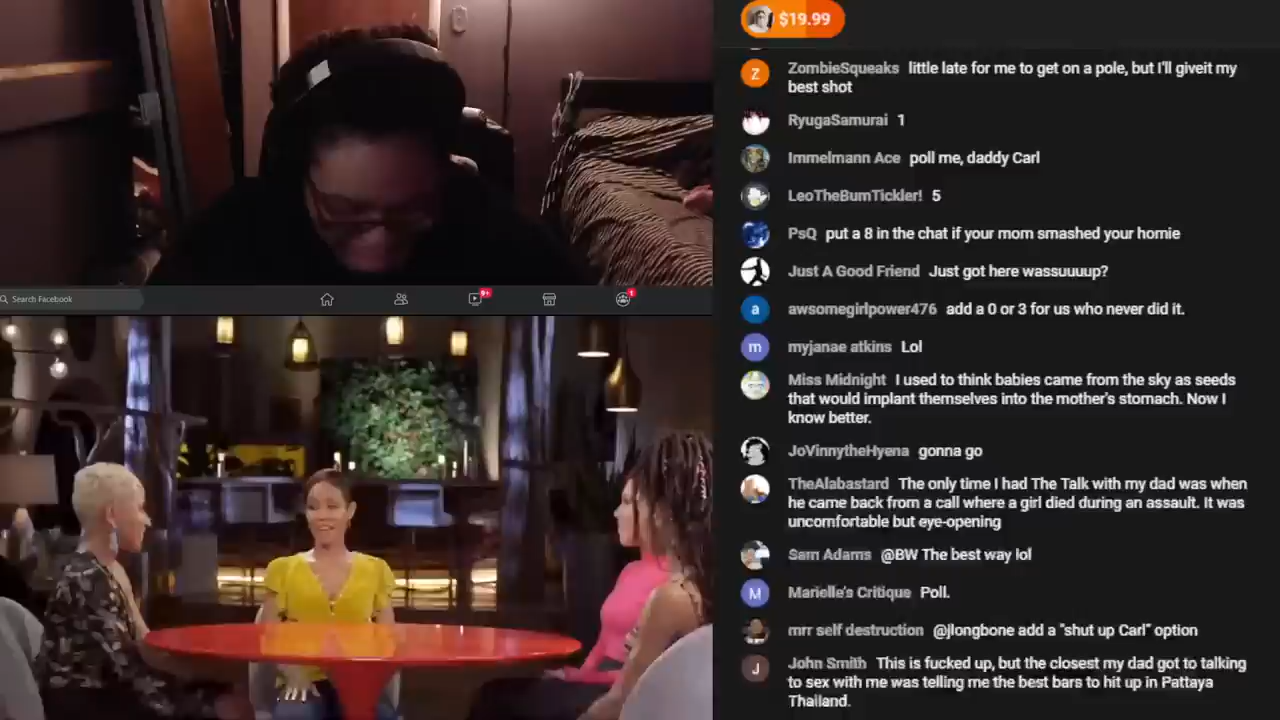 $19.99
Z
ZombieSqueaks little late for me to get on a pole, but I'll giveit my
best shot
RyugaSamurai 1
Immelmann Ace poll me, daddy Carl
LeoTheBumTickler! 5
PsQ put a 8 in the chat if your mom smashed your homie
Just A Good Friend Just got here wassuuuup?
a
awsomegirlpower476 add a 0 or 3 for us who never did it.
m
myjanae atkins Lol
Miss Midnight I used to think babies came from the sky as seeds
that would implant themselves into the mother's stomach. Now I
know better.
JoVinnytheHyena gonna go
TheAlabastard The only time I had The Talk with my dad was when
he came back from a call where a girl died during an assault. It was
uncomfortable but eye-opening
Sam Adams @BW The best way lol
M
Marielle's Critique Poll.
mrr self destruction @jlongbone add a "shut up Carl" option
J
John Smith This is fucked up, but the closest my dad got to talking
to sex with me was telling me the best bars to hit up in Pattaya
Thailand.
Search Facebook
9+
1